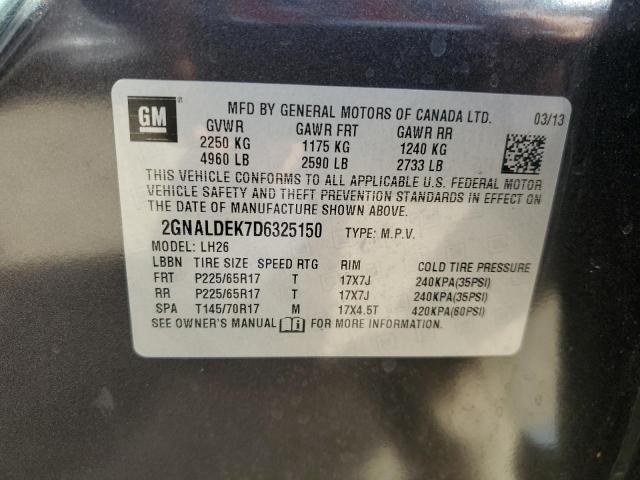 GM
MFD BY GENERAL MOTORS OF CANADA LTD. 03/13
GVWR GAWR FRT GAWR RR
2250 KG 1175 KG 1240 KG
4960 LB 2590 LB 2733 LB
THIS VEHICLE CONFORMS TO ALL APPLICABLE U.S. FEDERAL MOTOR
VEHICLE SAFETY AND THEFT PREVENTION STANDARDS IN EFFECT ON
THE DATE OF MANUFACTURE SHOWN ABOVE.
2GNALDEK7D6325150 TYPE: M.P.V.
MODEL: LH26
LBBN TIRE SIZE SPEED RTG RIM COLD TIRE PRESSURE
FRT P225/65R17 T 17X7J 240KPA(35PSI)
RR P225/65R17 T 17X7J 240KPA(35PSI)
SPA T145/70R17 M 17X4.5T 420KPA(60PSI)
SEE OWNER'S MANUAL FOR MORE INFORMATION.